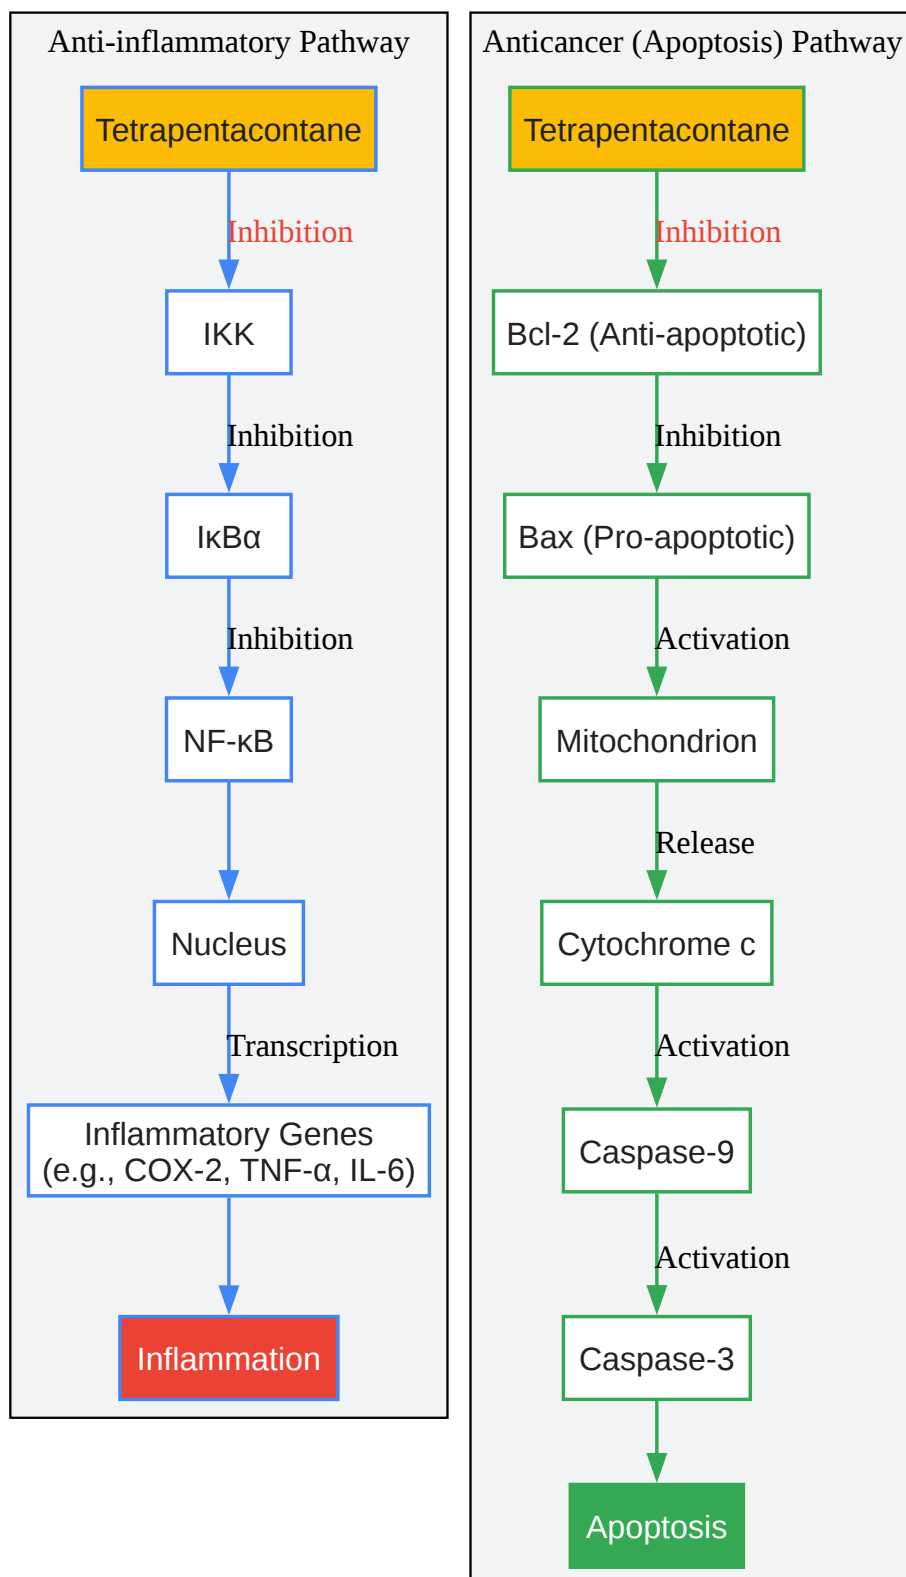 Anti-inflammatory Pathway
Tetrapentacontane
Inhibition
IKK
Inhibition
IκBα
Inhibition
NF-κB
Nucleus
Transcription
Inflammatory Genes
(e.g., COX-2, TNF-α, IL-6)
Inflammation
Anticancer (Apoptosis) Pathway
Tetrapentacontane
Inhibition
Bcl-2 (Anti-apoptotic)
Inhibition
Bax (Pro-apoptotic)
Activation
Mitochondrion
Release
Cytochrome c
Activation
Caspase-9
Activation
Caspase-3
Apoptosis